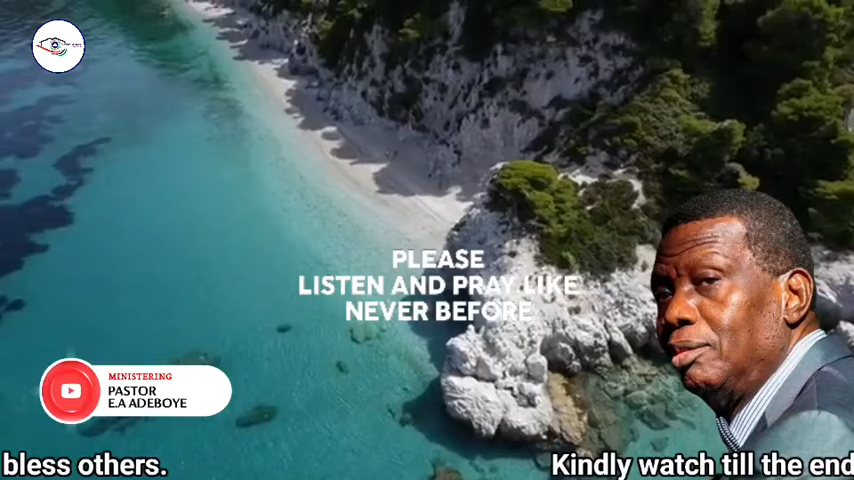 PLEASE
LISTEN AND PRAY LIKE
NEVER BEFORE
MINISTERING
PASTOR
E.A ADEBOYE
bless others.
Kindly watch till the end